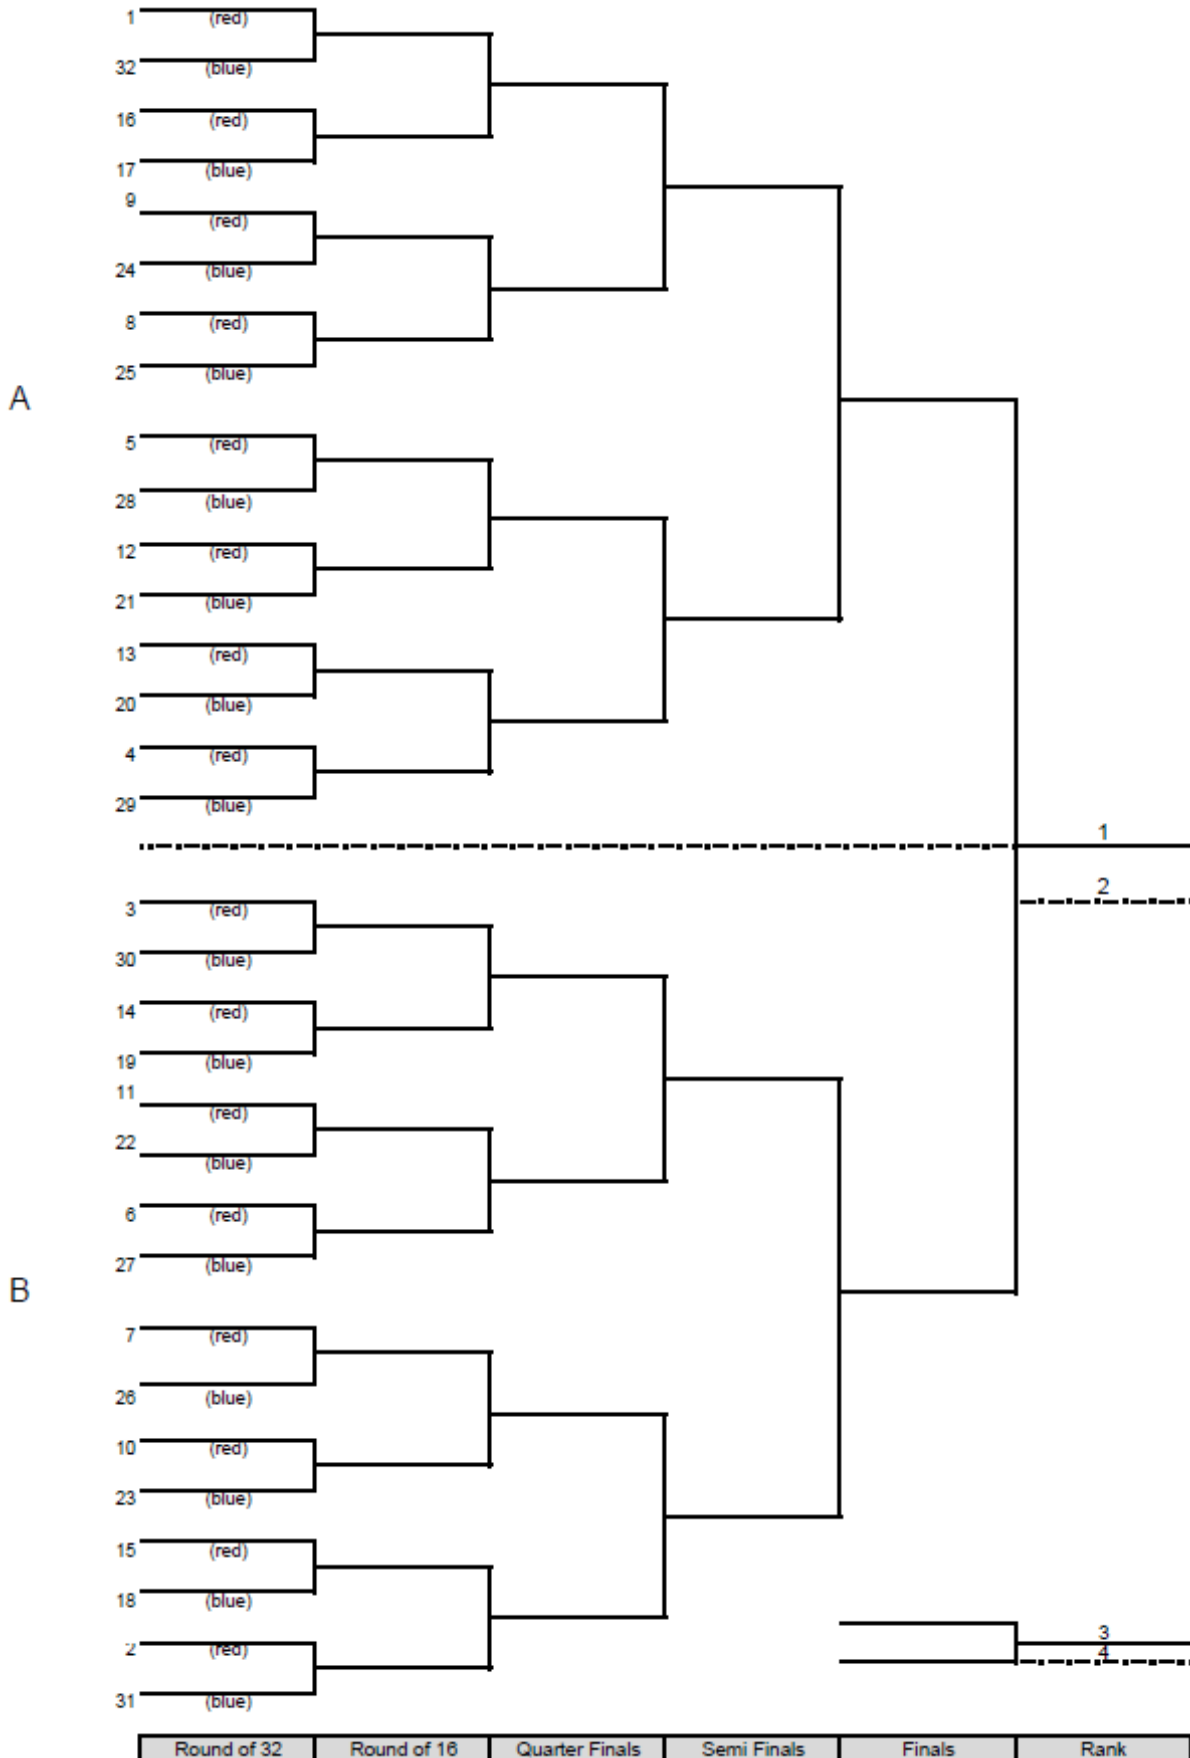 1 (red)
32 (blue)
16 (red)
17 (blue)
9 (red)
24 (blue)
8 (red)
25 (blue)
A
5 (red)
28 (blue)
12 (red)
21 (blue)
13 (red)
20 (blue)
4 (red)
29 (blue)
1
2
3 (red)
30 (blue)
14 (red)
19 (blue)
11 (red)
22 (blue)
6 (red)
27 (blue)
B
7 (red)
26 (blue)
10 (red)
23 (blue)
15 (red)
18 (blue)
2 (red)
3
4
31 (blue)
Round of 32 Round of 16 Quarter Finals Semi Finals Finals Rank